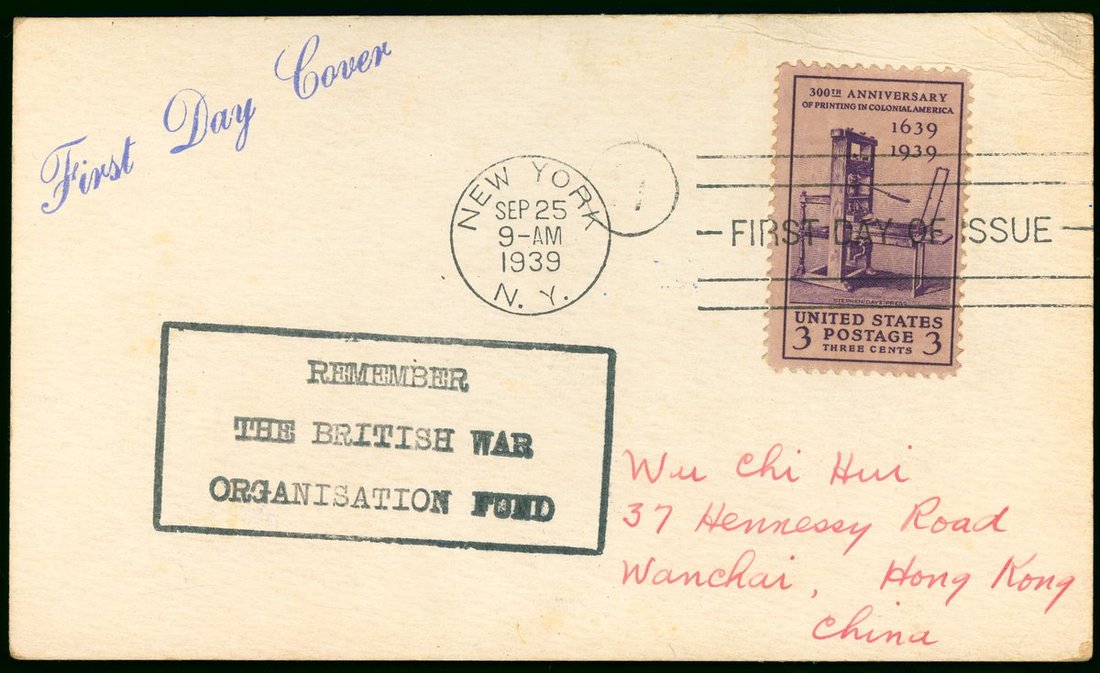 First Day Cover
300TH ANNIVERSARY
OF PRINTING IN COLONIAL AMERICA
1639
1939
STEPHEN DAYE PRESS
UNITED STATES
3 POSTAGE 3
THREE CENTS
NEW YORK
SEP 25
9-AM
1939
N. Y.
1
FIRST DAY OF ISSUE
REMEMBER
THE BRITISH WAR
ORGANISATION FUND
Wu Chi Hui
37 Hennessy Road
Wanchai, Hong Kong
China